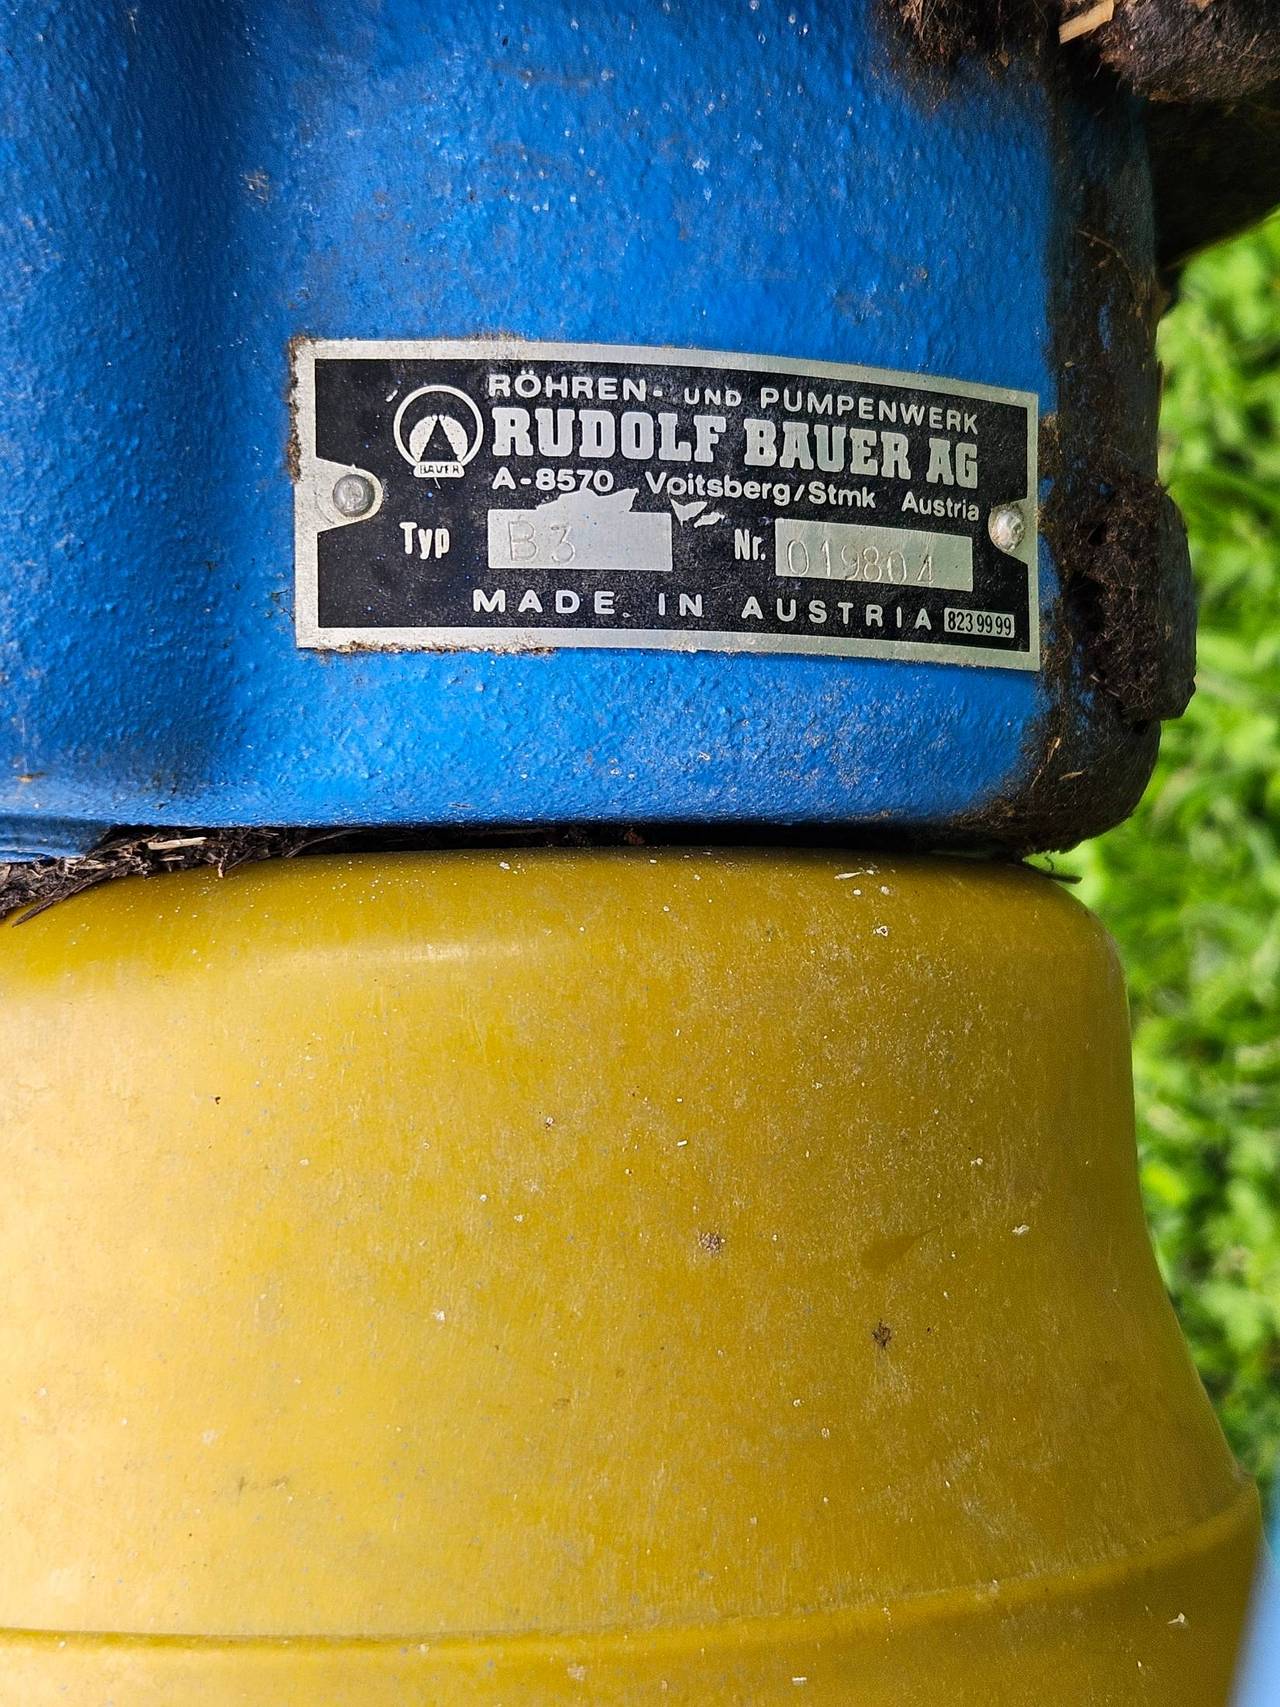 RÖHREN- UND PUMPENWERK
BAUER
RUDOLF BAUER AG
A-8570 Voitsberg/Stmk Austria
Typ B3 Nr. 019804
MADE IN AUSTRIA 823 99 99